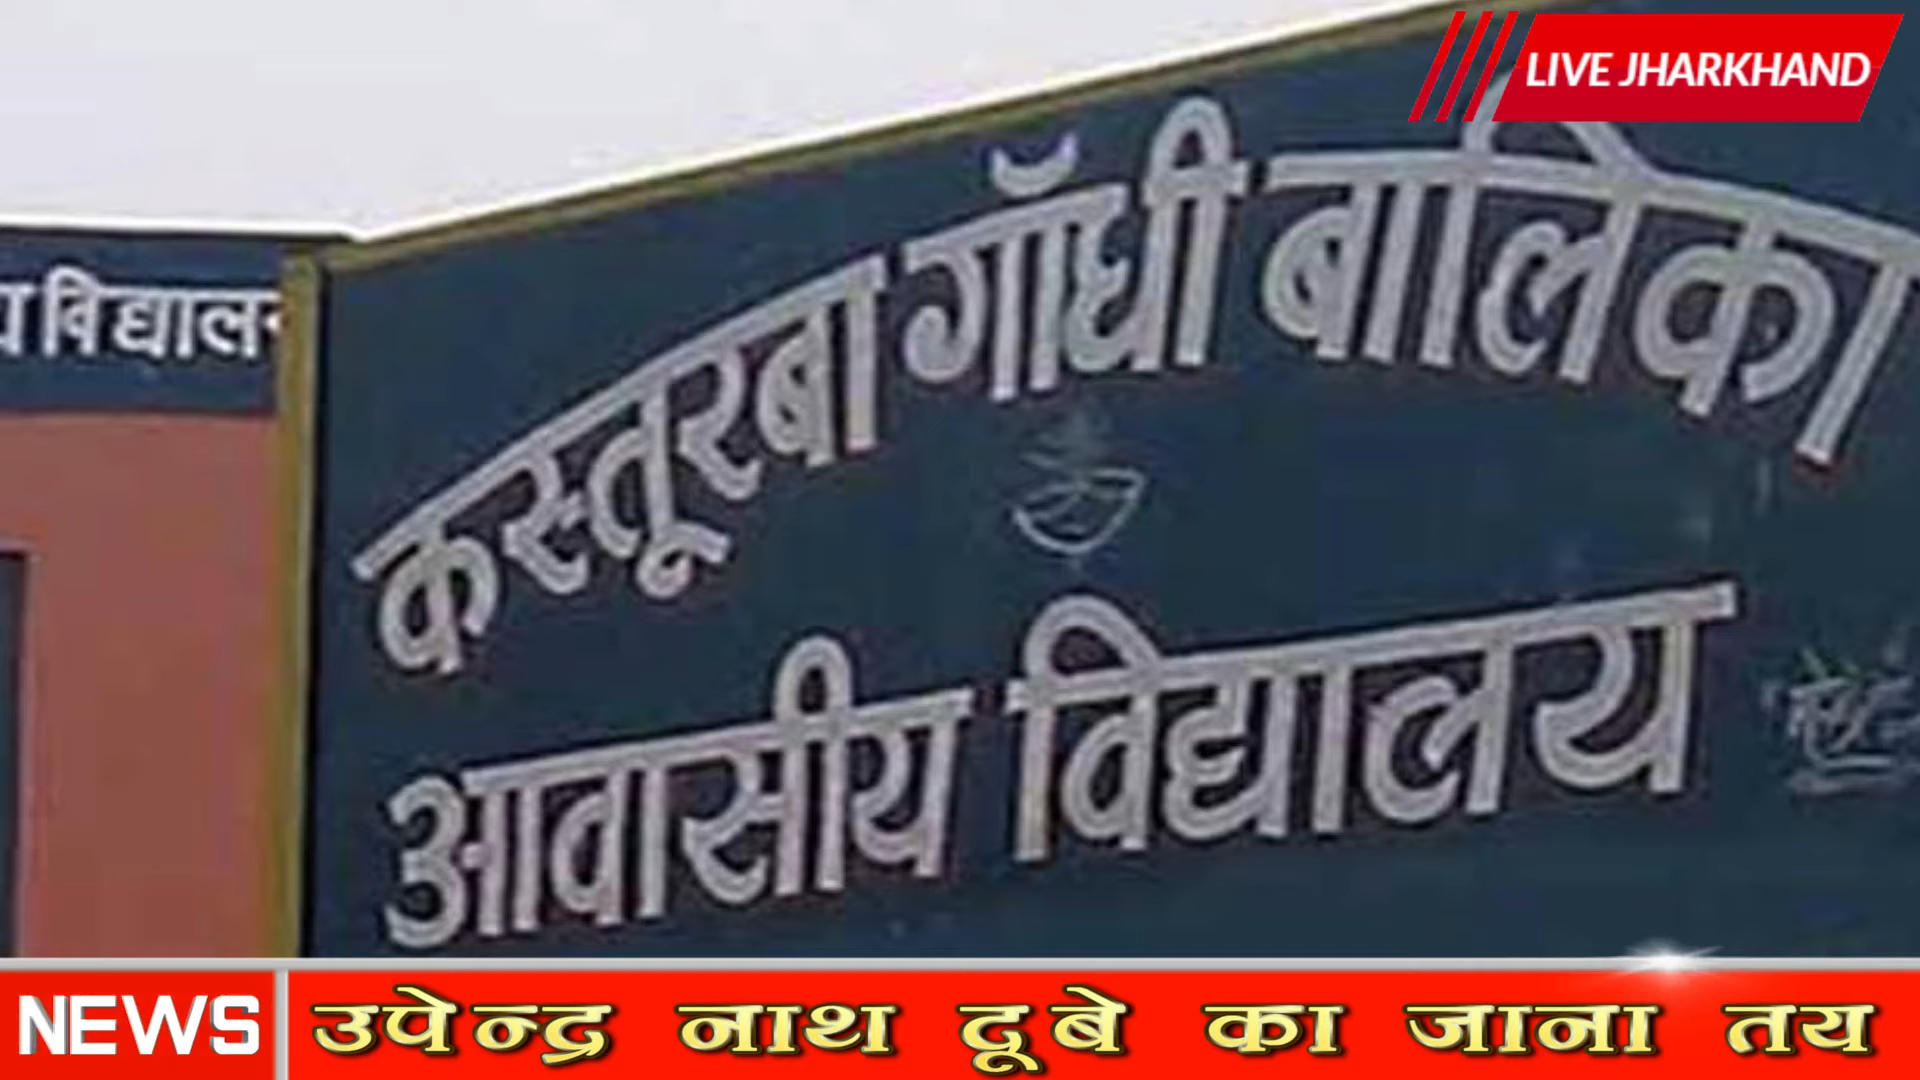 LIVE JHARKHAND
कस्तूरबा गाँधी बालिका
विद्यालय
आवासीय विद्यालय
NEWS उपेन्द्र नाथ दूबे का जाना तय